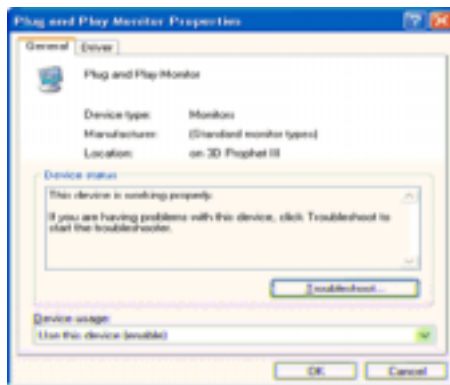 Plug and Play Monitor Properties
General Driver
Plug and Play Monitor
Device type: Monitors
Manufacturer: (Standard monitor types)
Location: on 3D Prophet III
Device status
This device is working properly.
If you are having problems with this device, click Troubleshoot to
start the troubleshooter.
Troubleshoot...
Device usage:
Use this device (enable)
OK Cancel